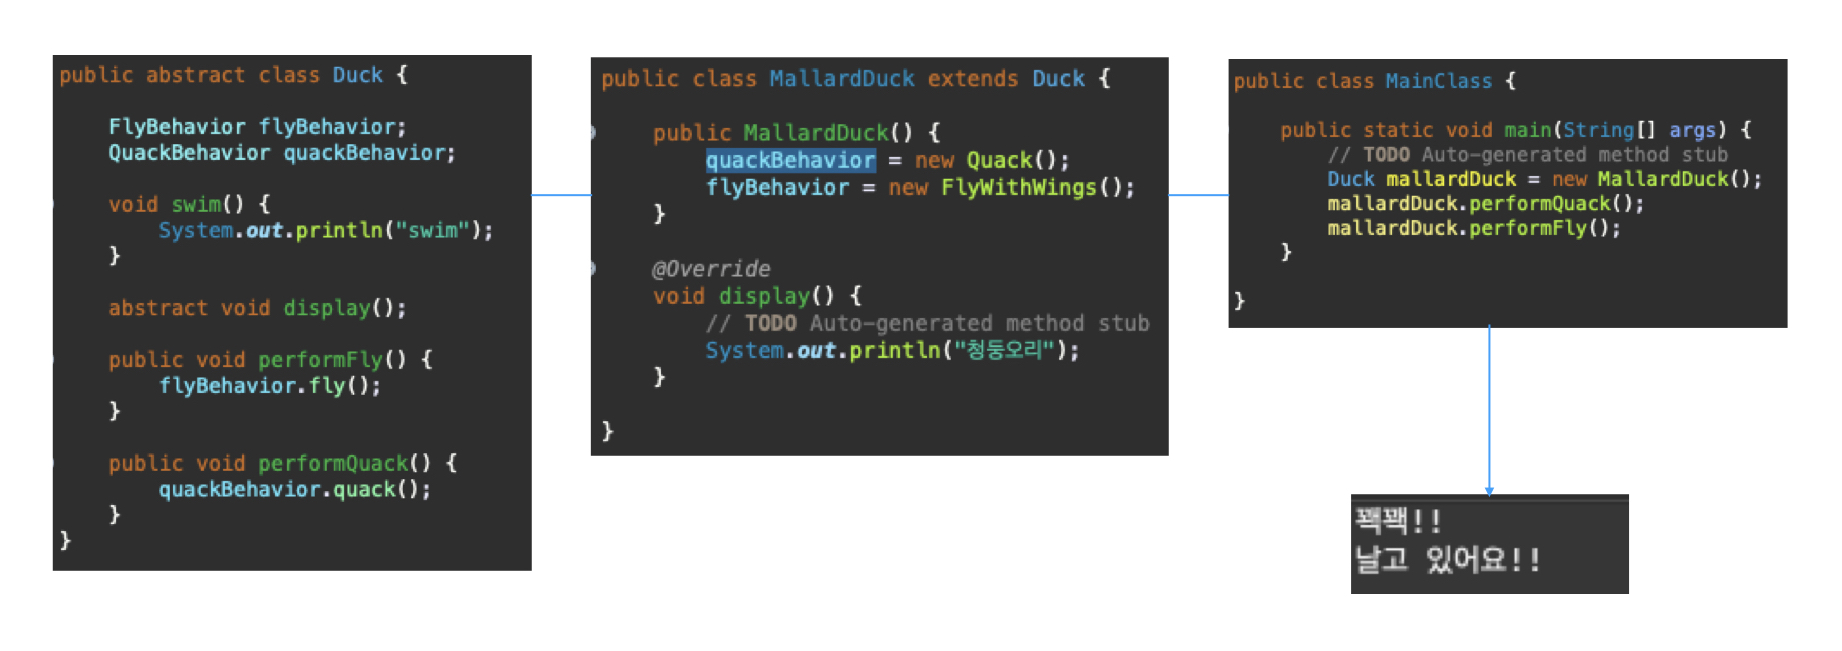 public abstract class Duck {
FlyBehavior flyBehavior;
QuackBehavior quackBehavior;
void swim() {
System.out.println("swim");
}
abstract void display();
public void performFly() {
flyBehavior.fly();
}
public void performQuack() {
quackBehavior.quack();
}
}
public class MallardDuck extends Duck {
public MallardDuck() {
quackBehavior = new Quack();
flyBehavior = new FlyWithWings();
}
@Override
void display() {
// TODO Auto-generated method stub
System.out.println("청둥오리");
}
}
public class MainClass {
public static void main(String[] args) {
// TODO Auto-generated method stub
Duck mallardDuck = new MallardDuck();
mallardDuck.performQuack();
mallardDuck.performFly();
}
}
꽥꽥!!
날고 있어요!!